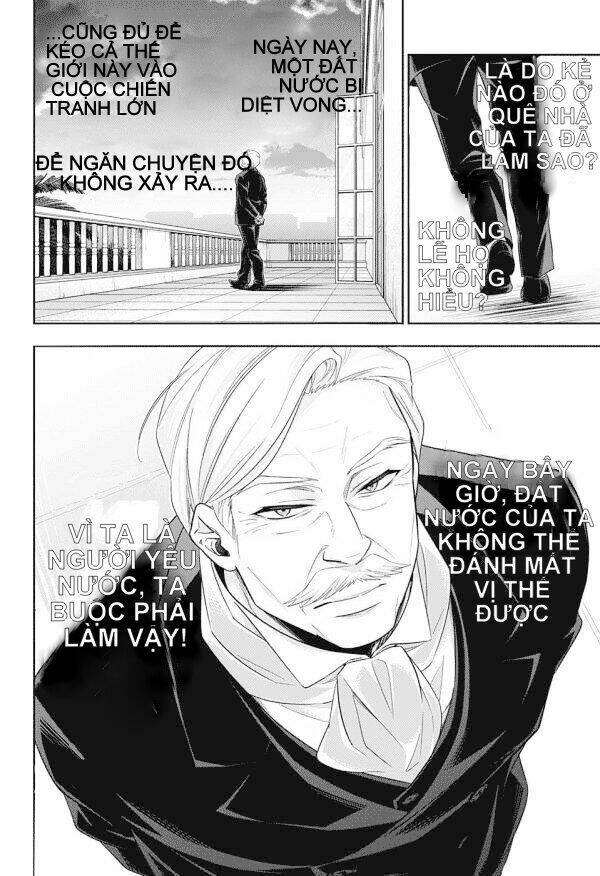 LÀ DO KẺ
NÀO ĐÓ Ở
QUÊ NHÀ
CỦA TA ĐÃ
LÀM SAO?
KHÔNG
LẼ HỌ
KHÔNG
HIỂU?
NGÀY NAY,
MỘT ĐẤT
NƯỚC BỊ
DIỆT VONG...
...CŨNG ĐỦ ĐỂ
KÉO CẢ THẾ
GIỚI NÀY VÀO
CUỘC CHIẾN
TRANH LỚN
ĐỂ NGĂN CHUYỆN ĐÓ
KHÔNG XẢY RA....
NGAY BÂY
GIỜ, ĐẤT
NƯỚC CỦA TA
KHÔNG THỂ
ĐÁNH MẤT
VỊ THẾ
ĐƯỢC
VÌ TA LÀ
NGƯỜI YÊU
NƯỚC, TA
BUỘC PHẢI
LÀM VẬY!